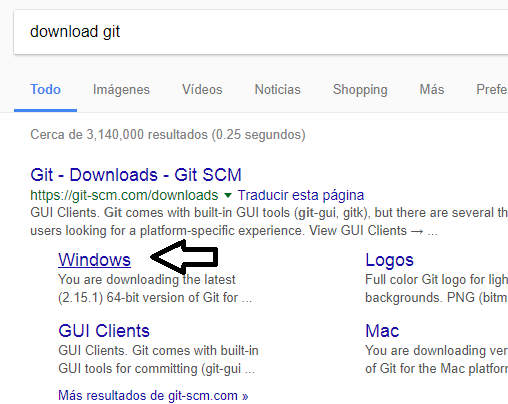 download git
Todo Imágenes Vídeos Noticias Shopping Más Prefe
Cerca de 3,140,000 resultados (0.25 segundos)
Git - Downloads - Git SCM
https://git-scm.com/downloads ▼ Traducir esta página
GUI Clients. Git comes with built-in GUI tools (git-gui, gitk), but there are several th
users looking for a platform-specific experience. View GUI Clients → ...
Windows
You are downloading the latest
(2.15.1) 64-bit version of Git for ...
Logos
Full color Git logo for ligh
backgrounds. PNG (bitm
GUI Clients
GUI Clients. Git comes with built-in
GUI tools for committing (git-gui ...
Mac
You are downloading ver
of Git for the Mac platforn
Más resultados de git-scm.com »